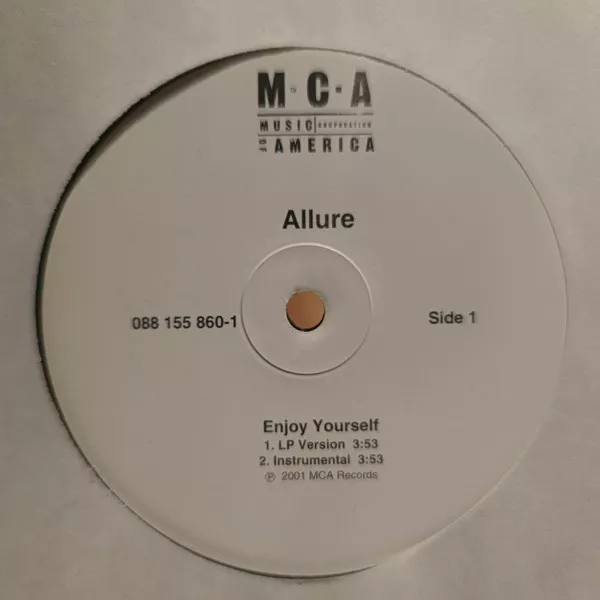 M·C·A
MUSIC CORPORATION
OF AMERICA
Allure
088 155 860-1
Side 1
Enjoy Yourself
1. LP Version 3:53
2. Instrumental 3:53
℗ 2001 MCA Records